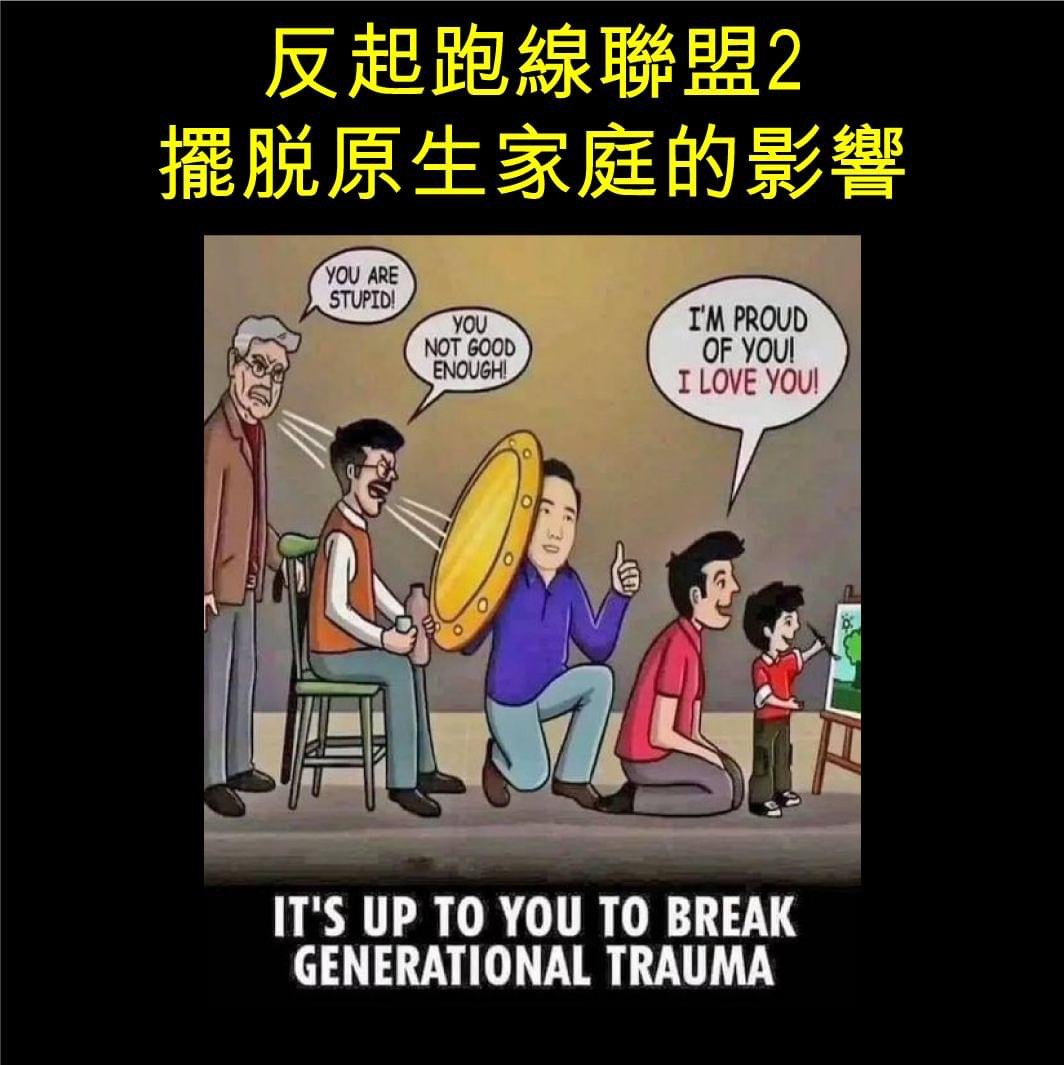 反起跑線聯盟2
擺脱原生家庭的影響
YOU ARE
STUPID!
YOU
NOT GOOD
ENOUGH!
I'M PROUD
OF YOU!
I LOVE YOU!
IT'S UP TO YOU TO BREAK
GENERATIONAL TRAUMA